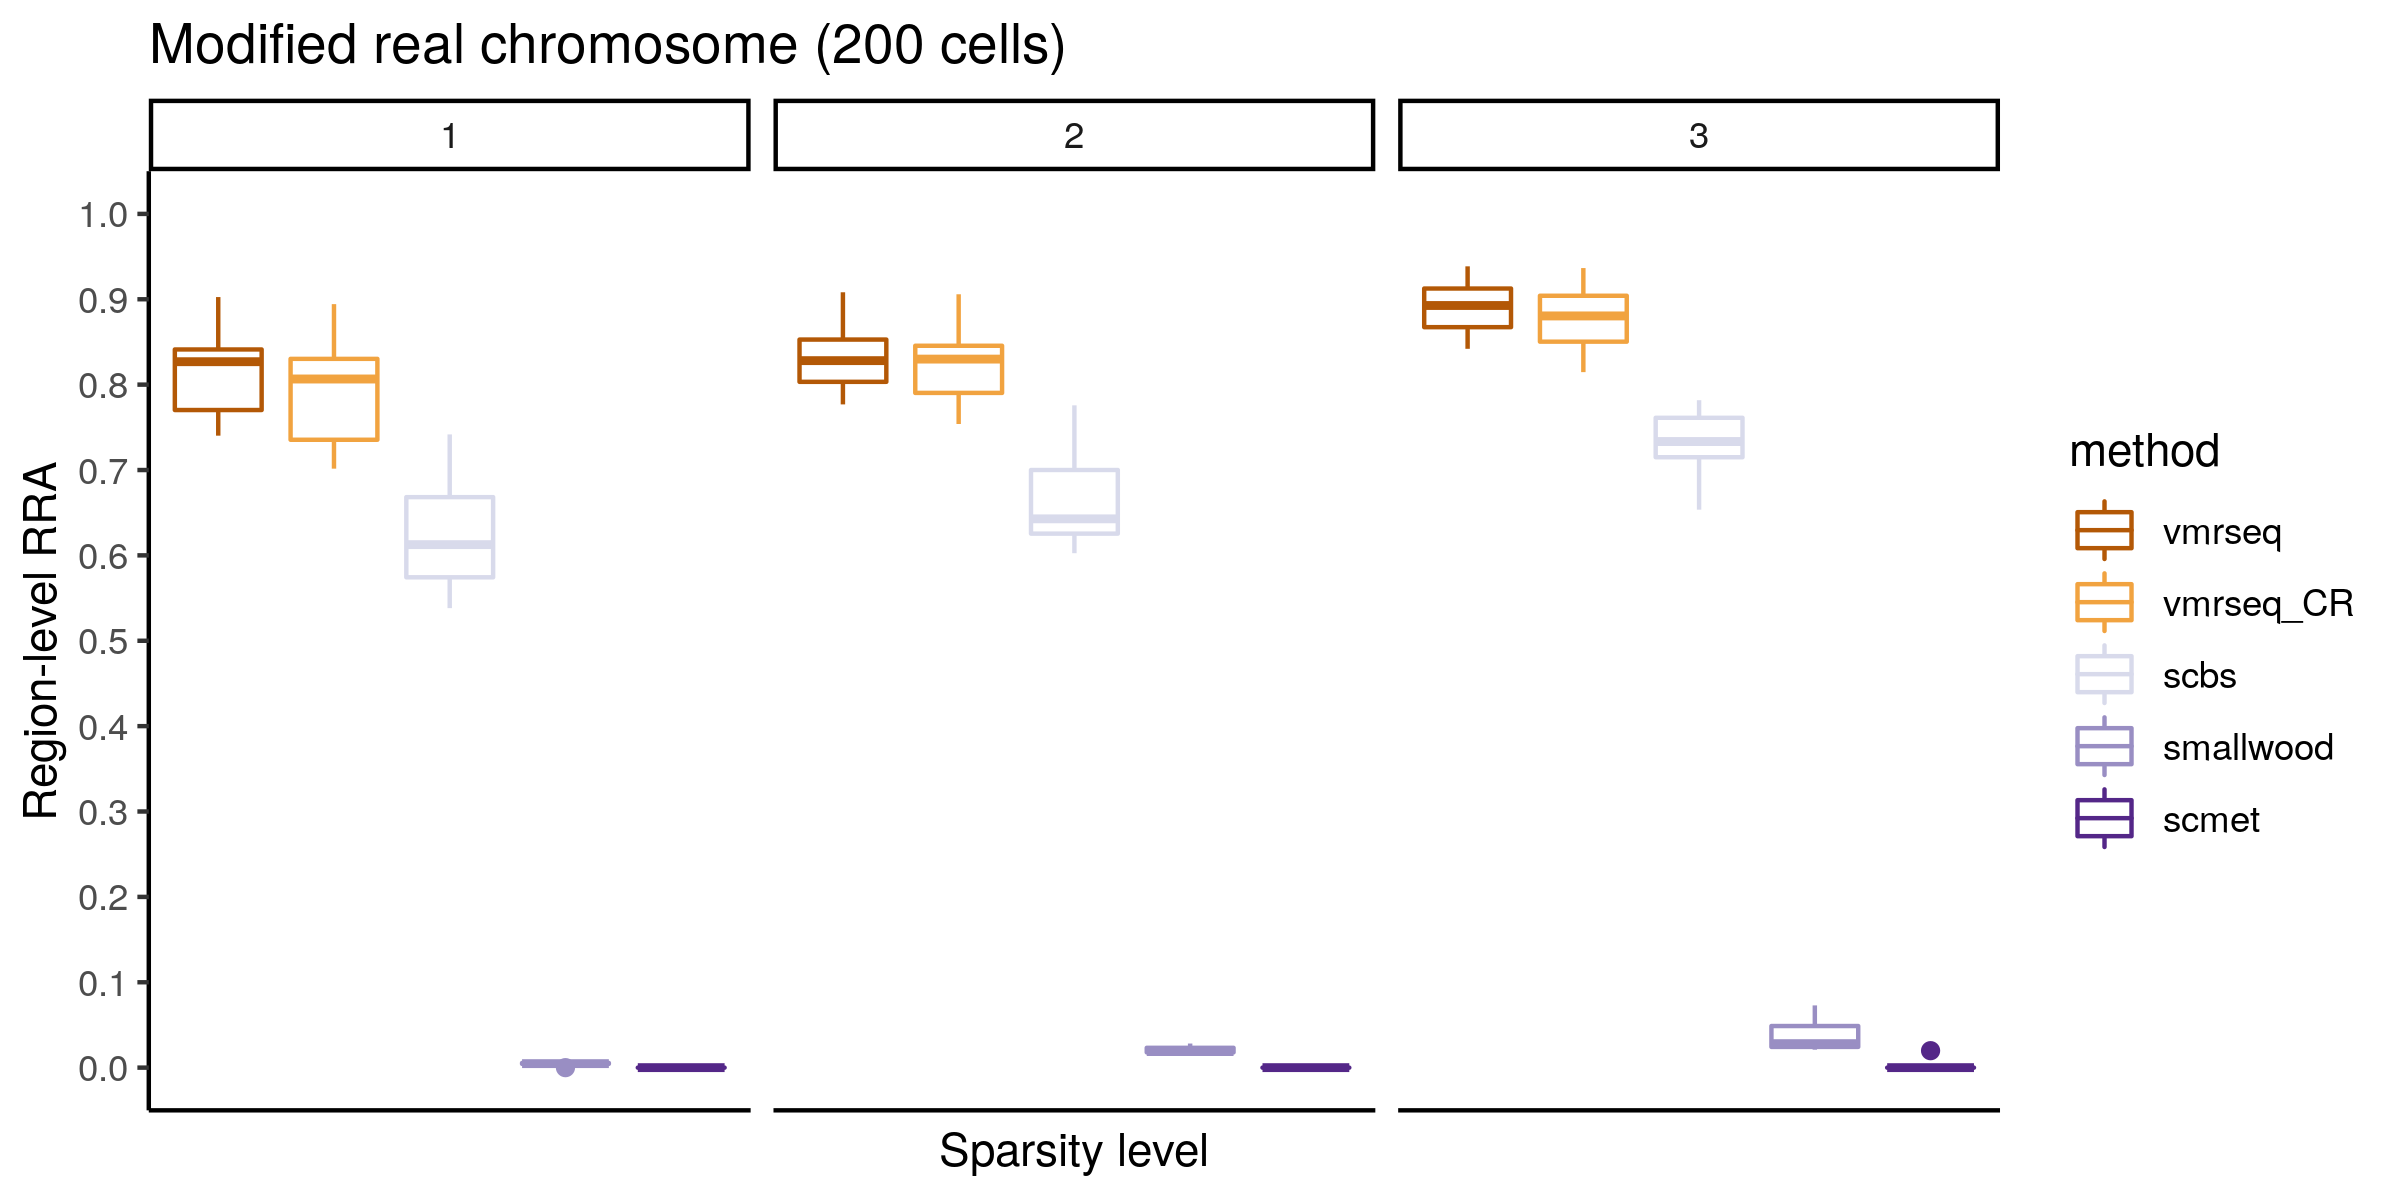 Modified real chromosome (200 cells)
1
2
3
1.0
0.9
0.8
0.7
0.6
0.5
0.4
0.3
0.2
0.1
0.0
Region-level RRA
Sparsity level
method
vmrseq
vmrseq_CR
scbs
smallwood
scmet